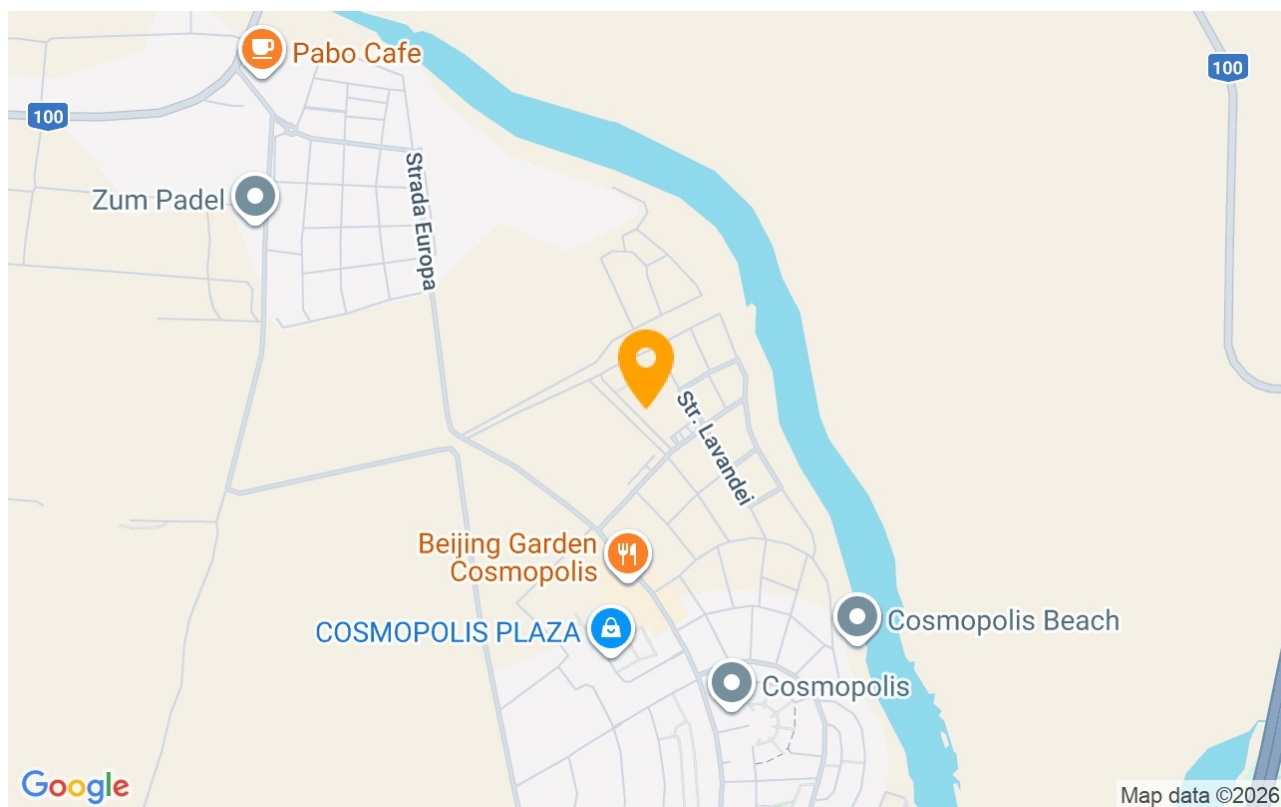 Pabo Cafe
100
100
Zum Padel
Strada Europa
Str. Lavandei
Beijing Garden
Cosmopolis
COSMOPOLIS PLAZA
Cosmopolis Beach
Cosmopolis
Google
Map data ©2026